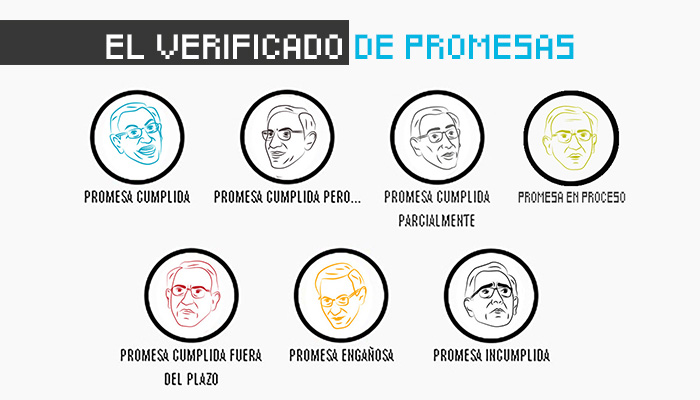 EL VERIFICADO DE PROMESAS
PROMESA CUMPLIDA
PROMESA CUMPLIDA PERO...
PROMESA CUMPLIDA
PARCIALMENTE
PROMESA EN PROCESO
PROMESA CUMPLIDA FUERA
DEL PLAZO
PROMESA ENGAÑOSA
PROMESA INCUMPLIDA